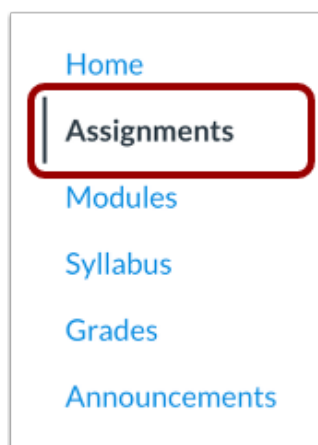 Home
Assignments
Modules
Syllabus
Grades
Announcements